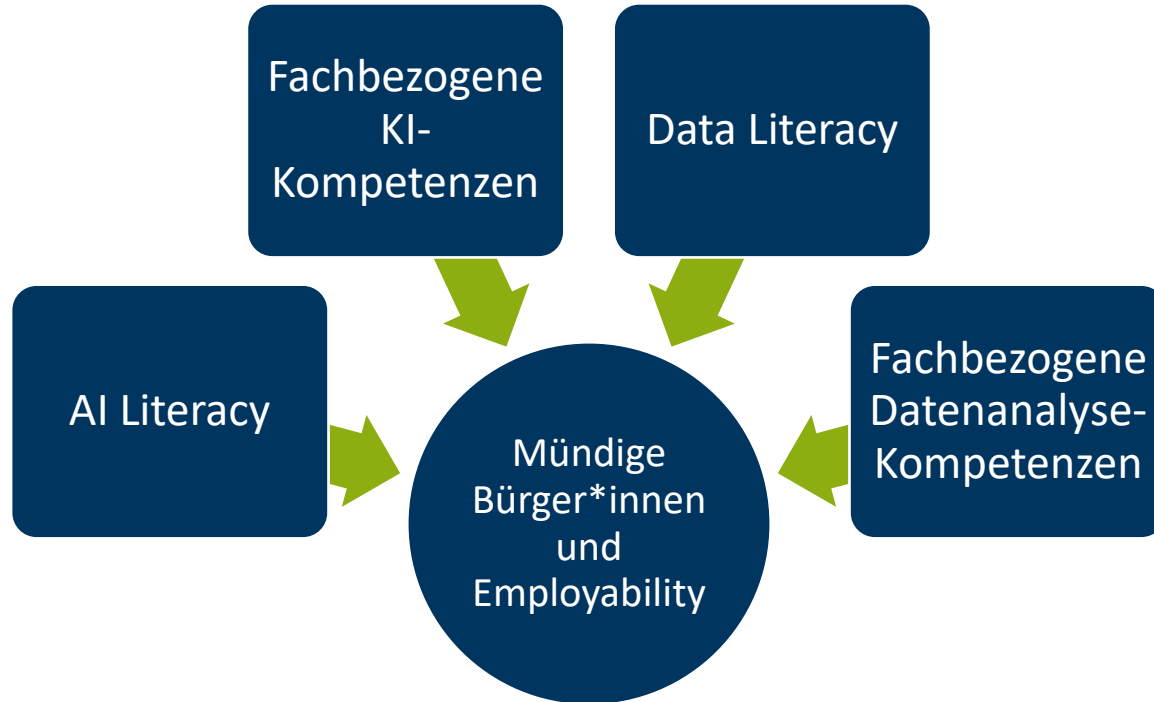 Fachbezogene
KI-
Kompetenzen
Data Literacy
AI Literacy
Fachbezogene
Datenanalyse-
Kompetenzen
Mündige
Bürger*innen
und
Employability